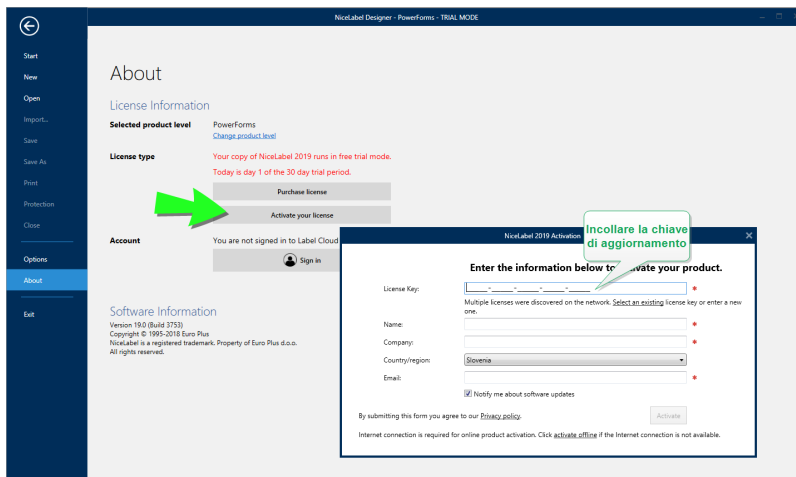 NiceLabel Designer - PowerForms - TRIAL MODE
Start
New
Open
Import...
Save
Save As
Print
Protection
Close
Options
About
Exit
About
License Information
Selected product level
PowerForms
Change product level
License type
Your copy of NiceLabel 2019 runs in free trial mode.
Today is day 1 of the 30 day trial period.
Purchase license
Activate your license
Account
You are not signed in to Label Cloud
Sign in
Software Information
Version 19.0 (Build 3753)
Copyright © 1995-2018 Euro Plus
NiceLabel is a registered trademark. Property of Euro Plus d.o.o.
All rights reserved.
NiceLabel 2019 Activation
Incollare la chiave
di aggiornamento
Enter the information below to activate your product.
License Key:
_____-_____-_____-_____-_____ *
Multiple licenses were discovered on the network. Select an existing license key or enter a new
one.
Name: *
Company: *
Country/region:
Slovenia
Email: *
Notify me about software updates
By submitting this form you agree to our Privacy policy.
Activate
Internet connection is required for online product activation. Click activate offline if the Internet connection is not available.